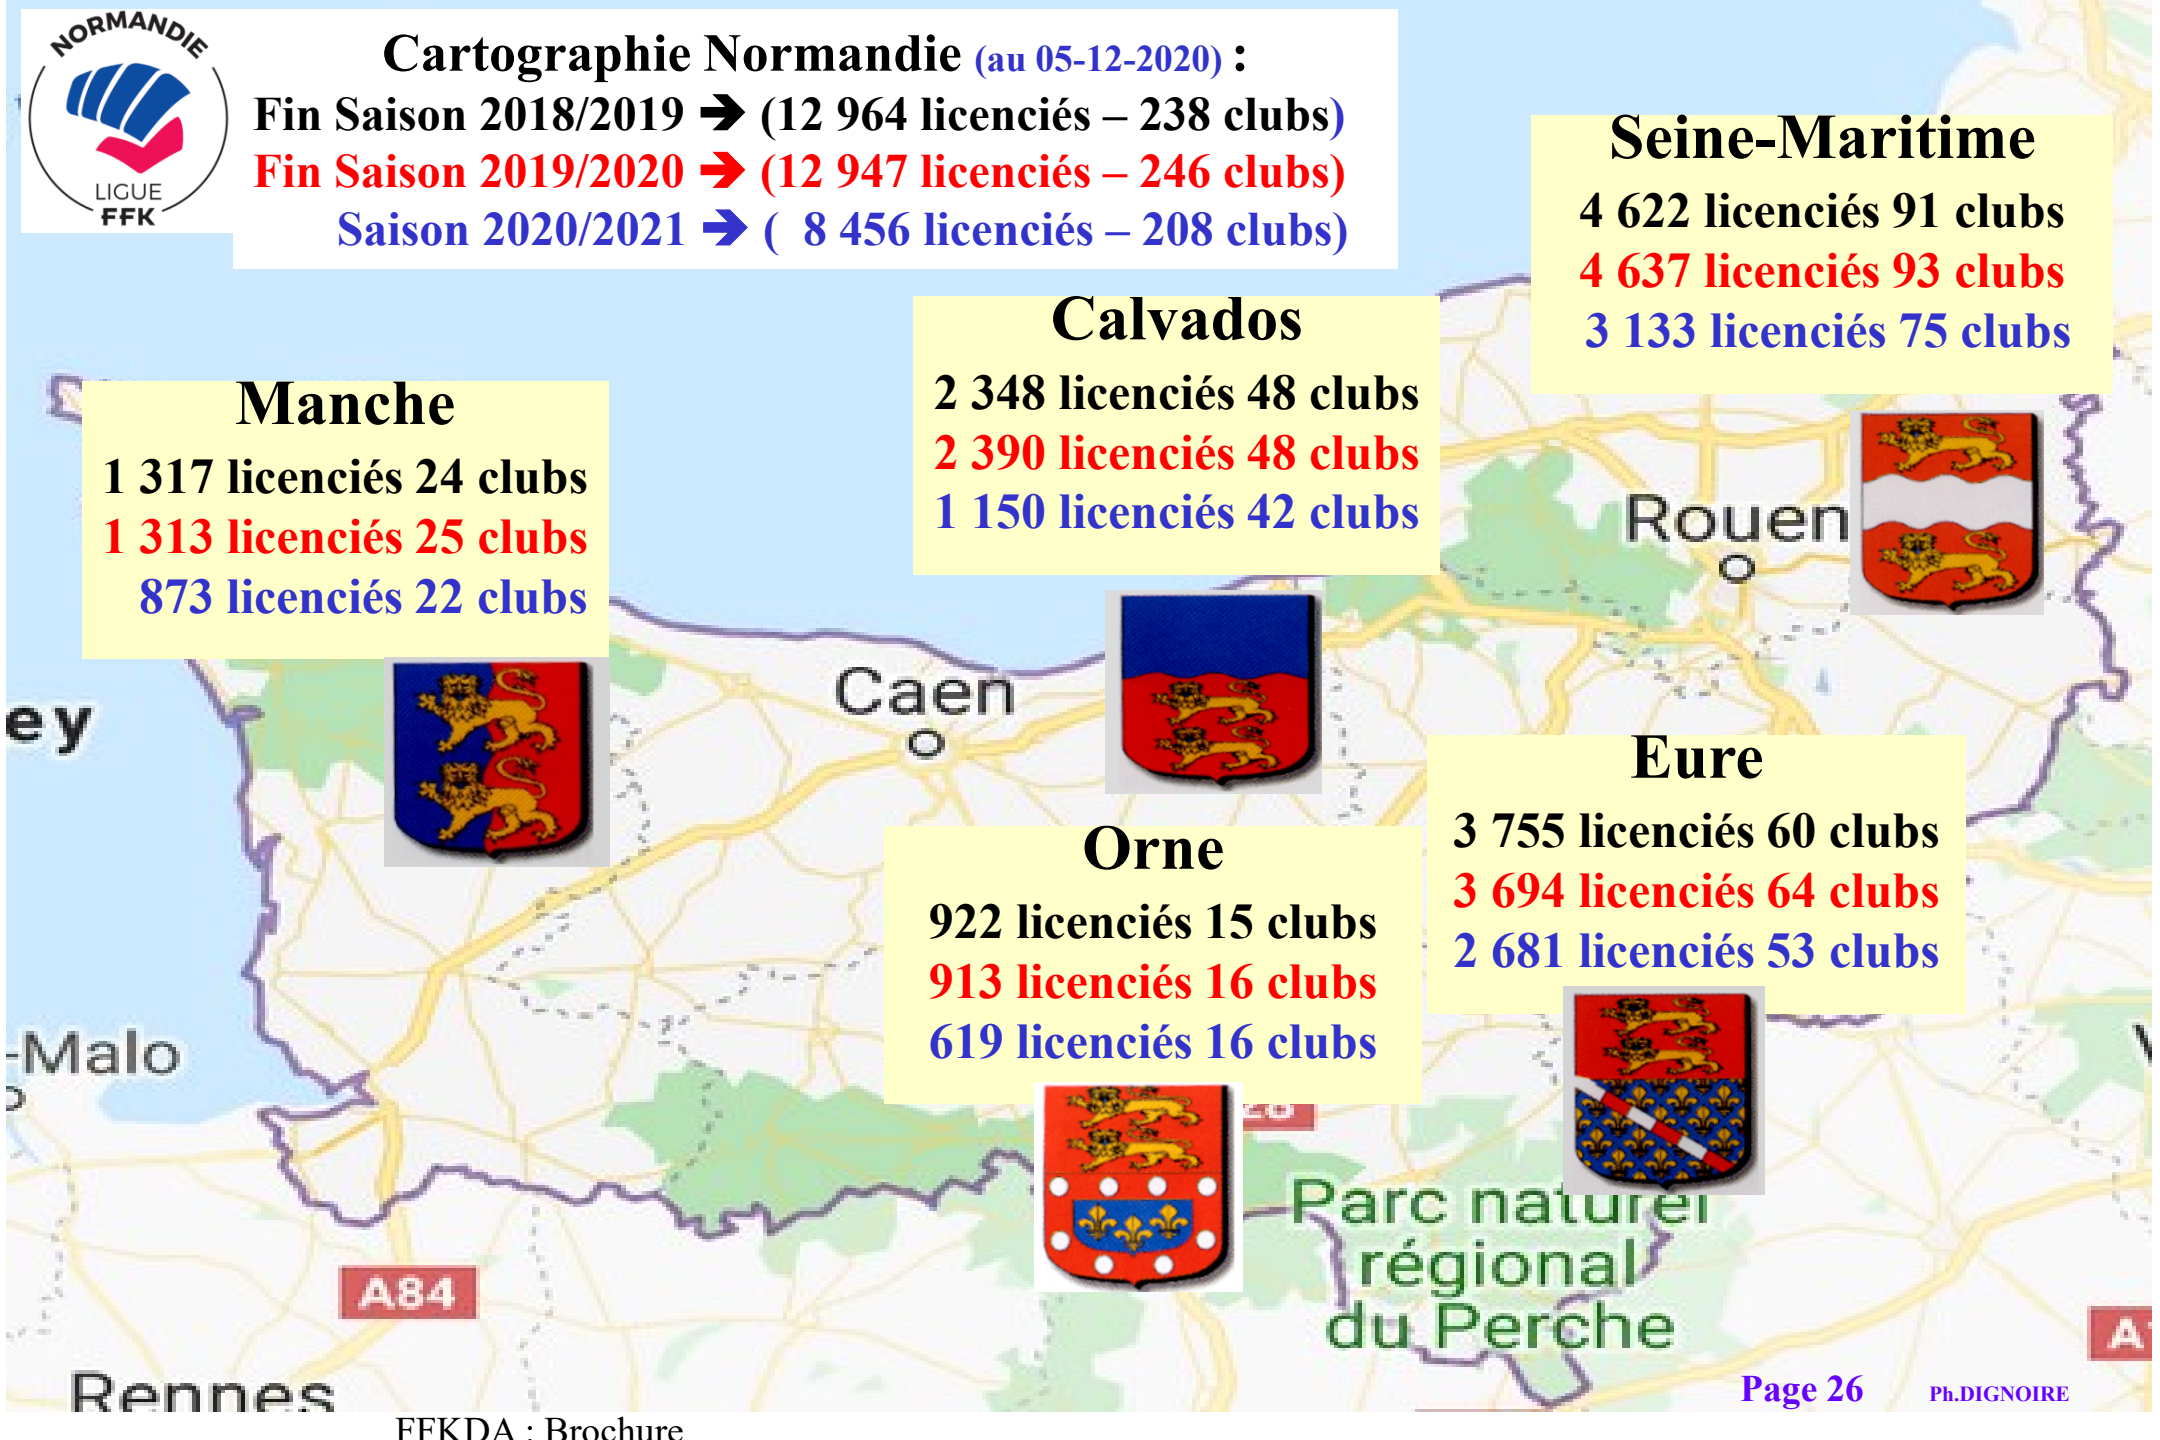 NORMANDIE
LIGUE
FFK
Cartographie Normandie (au 05-12-2020) :
Fin Saison 2018/2019 ➔ (12 964 licenciés – 238 clubs)
Fin Saison 2019/2020 ➔ (12 947 licenciés – 246 clubs)
Saison 2020/2021 ➔ ( 8 456 licenciés – 208 clubs)
Seine-Maritime
4 622 licenciés 91 clubs
4 637 licenciés 93 clubs
3 133 licenciés 75 clubs
Calvados
2 348 licenciés 48 clubs
2 390 licenciés 48 clubs
1 150 licenciés 42 clubs
Manche
1 317 licenciés 24 clubs
1 313 licenciés 25 clubs
873 licenciés 22 clubs
Rouen
Caen
ey
Eure
3 755 licenciés 60 clubs
3 694 licenciés 64 clubs
2 681 licenciés 53 clubs
Orne
922 licenciés 15 clubs
913 licenciés 16 clubs
619 licenciés 16 clubs
-Malo
Parc naturel
régional
du Perche
A84
Rennes
Page 26
Ph.DIGNOIRE
FFKDA : Brochure